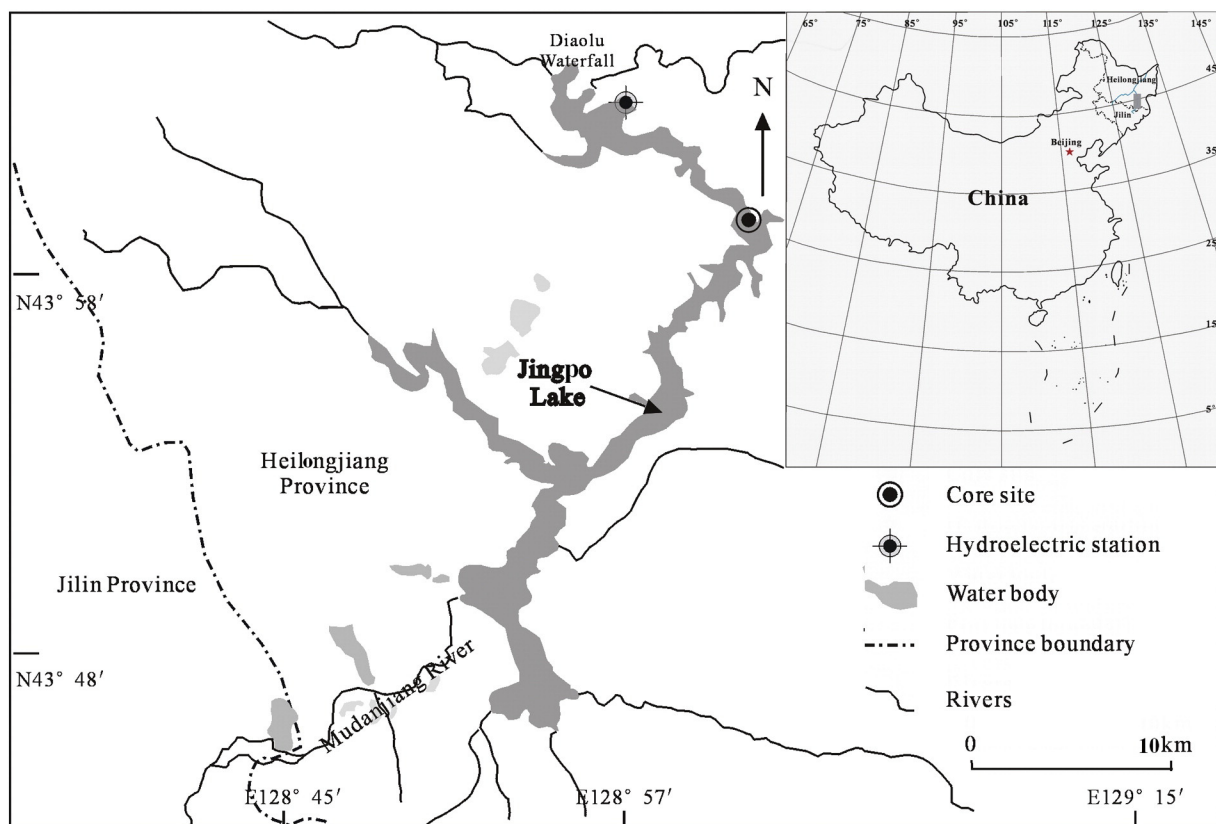 Diaolu
Waterfall
N
N43° 58′
Jingpo
Lake
Heilongjiang
Province
Jilin Province
Mudanjiang River
N43° 48′
E128° 45′
E128° 57′
E129° 15′
65°
75°
85°
95°
105°
115°
125°
135°
145°
45
35
25
15
5°
Heilongjiang
Jilin
Beijing
China
Core site
Hydroelectric station
Water body
Province boundary
Rivers
0
10km